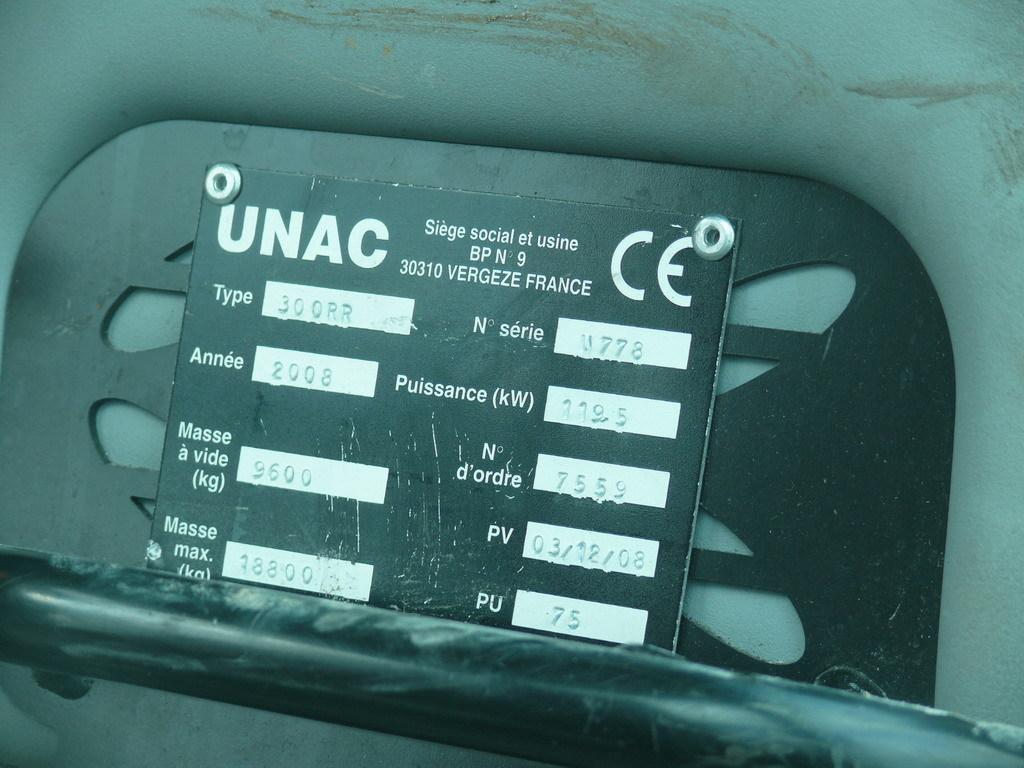 UNAC
Siège social et usine
BP N° 9
30310 VERGEZE FRANCE
CE
Type 300RR
N° série U778
Année 2008
Puissance (kW) 119.5
Masse à vide (kg) 9600
N° d'ordre 7559
PV 03/12/08
Masse max. (kg) 18800
PU 75